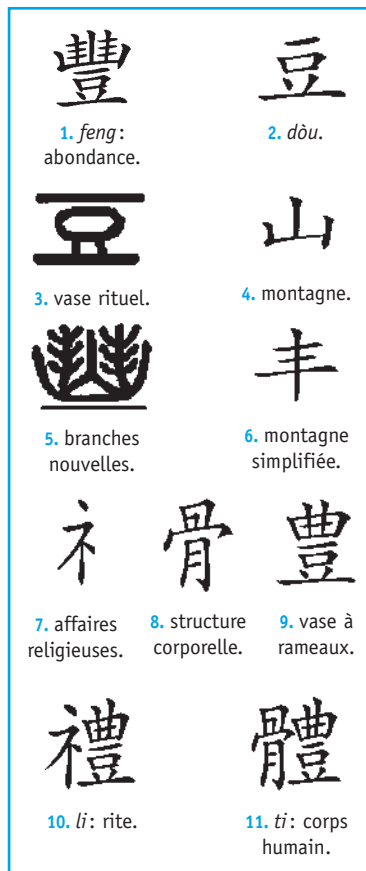 豐 豆
1. feng: 2. dòu.
abondance.
豆 山
3. vase rituel. 4. montagne.
丰
5. branches 6. montagne
nouvelles. simplifiée.
礻 骨 豊
7. affaires 8. structure 9. vase à
religieuses. corporelle. rameaux.
禮 體
10. li: rite. 11. ti: corps
humain.